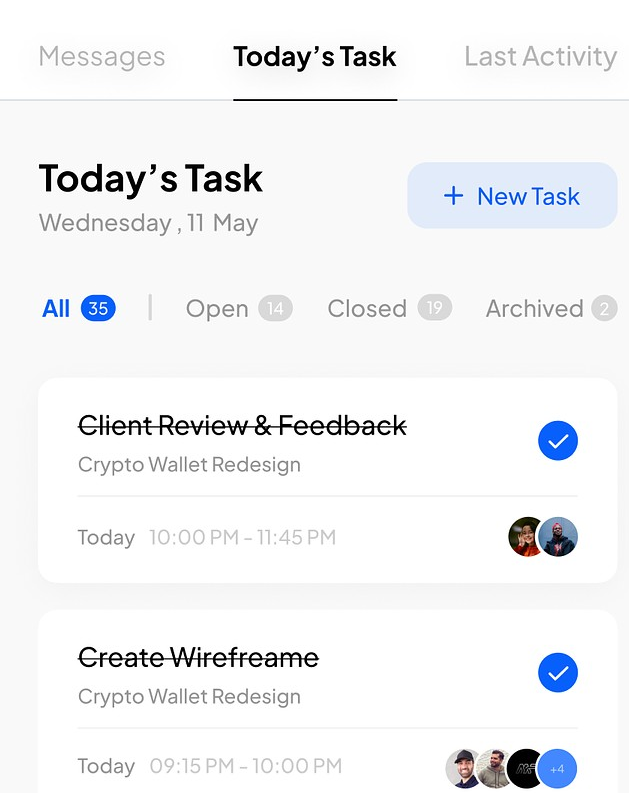 Messages Today’s Task Last Activity
Today’s Task
Wednesday , 11 May
+ New Task
All 35 | Open 14 Closed 19 Archived 2
Client Review & Feedback
Crypto Wallet Redesign
Today 10:00 PM - 11:45 PM
Create Wirefreame
Crypto Wallet Redesign
Today 09:15 PM - 10:00 PM
+4